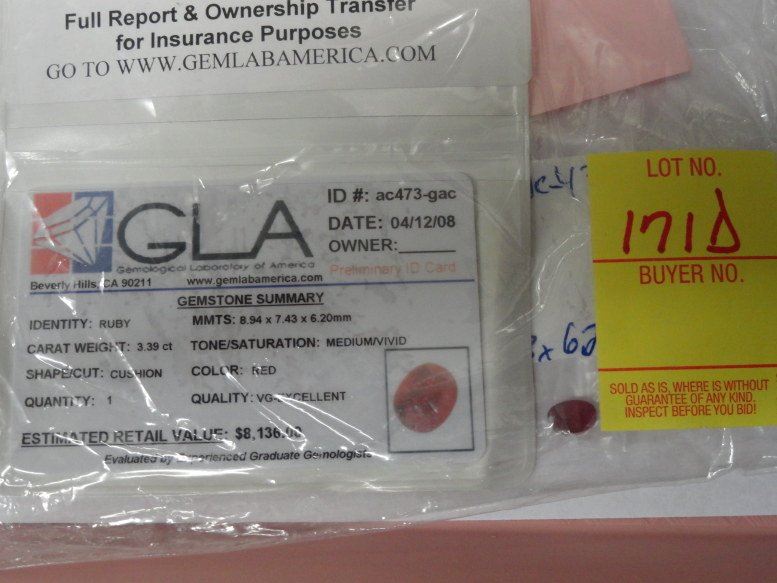 Full Report & Ownership Transfer
for Insurance Purposes
GO TO WWW.GEMLABAMERICA.COM
GLA
Gemological Laboratory of America
Beverly Hills, CA 90211 www.gemlabamerica.com
ID #: ac473-gac
DATE: 04/12/08
OWNER:
Preliminary ID Card
GEMSTONE SUMMARY
IDENTITY: RUBY MMTS: 8.94 x 7.43 x 6.20mm
CARAT WEIGHT: 3.39 ct TONE/SATURATION: MEDIUM/VIVID
SHAPE/CUT: CUSHION COLOR: RED
QUANTITY: 1 QUALITY: VG-EXCELLENT
ESTIMATED RETAIL VALUE: $8,136.00
Evaluated by Experienced Graduate Gemologists
LOT NO.
171D
BUYER NO.
SOLD AS IS, WHERE IS WITHOUT
GUARANTEE OF ANY KIND.
INSPECT BEFORE YOU BID!